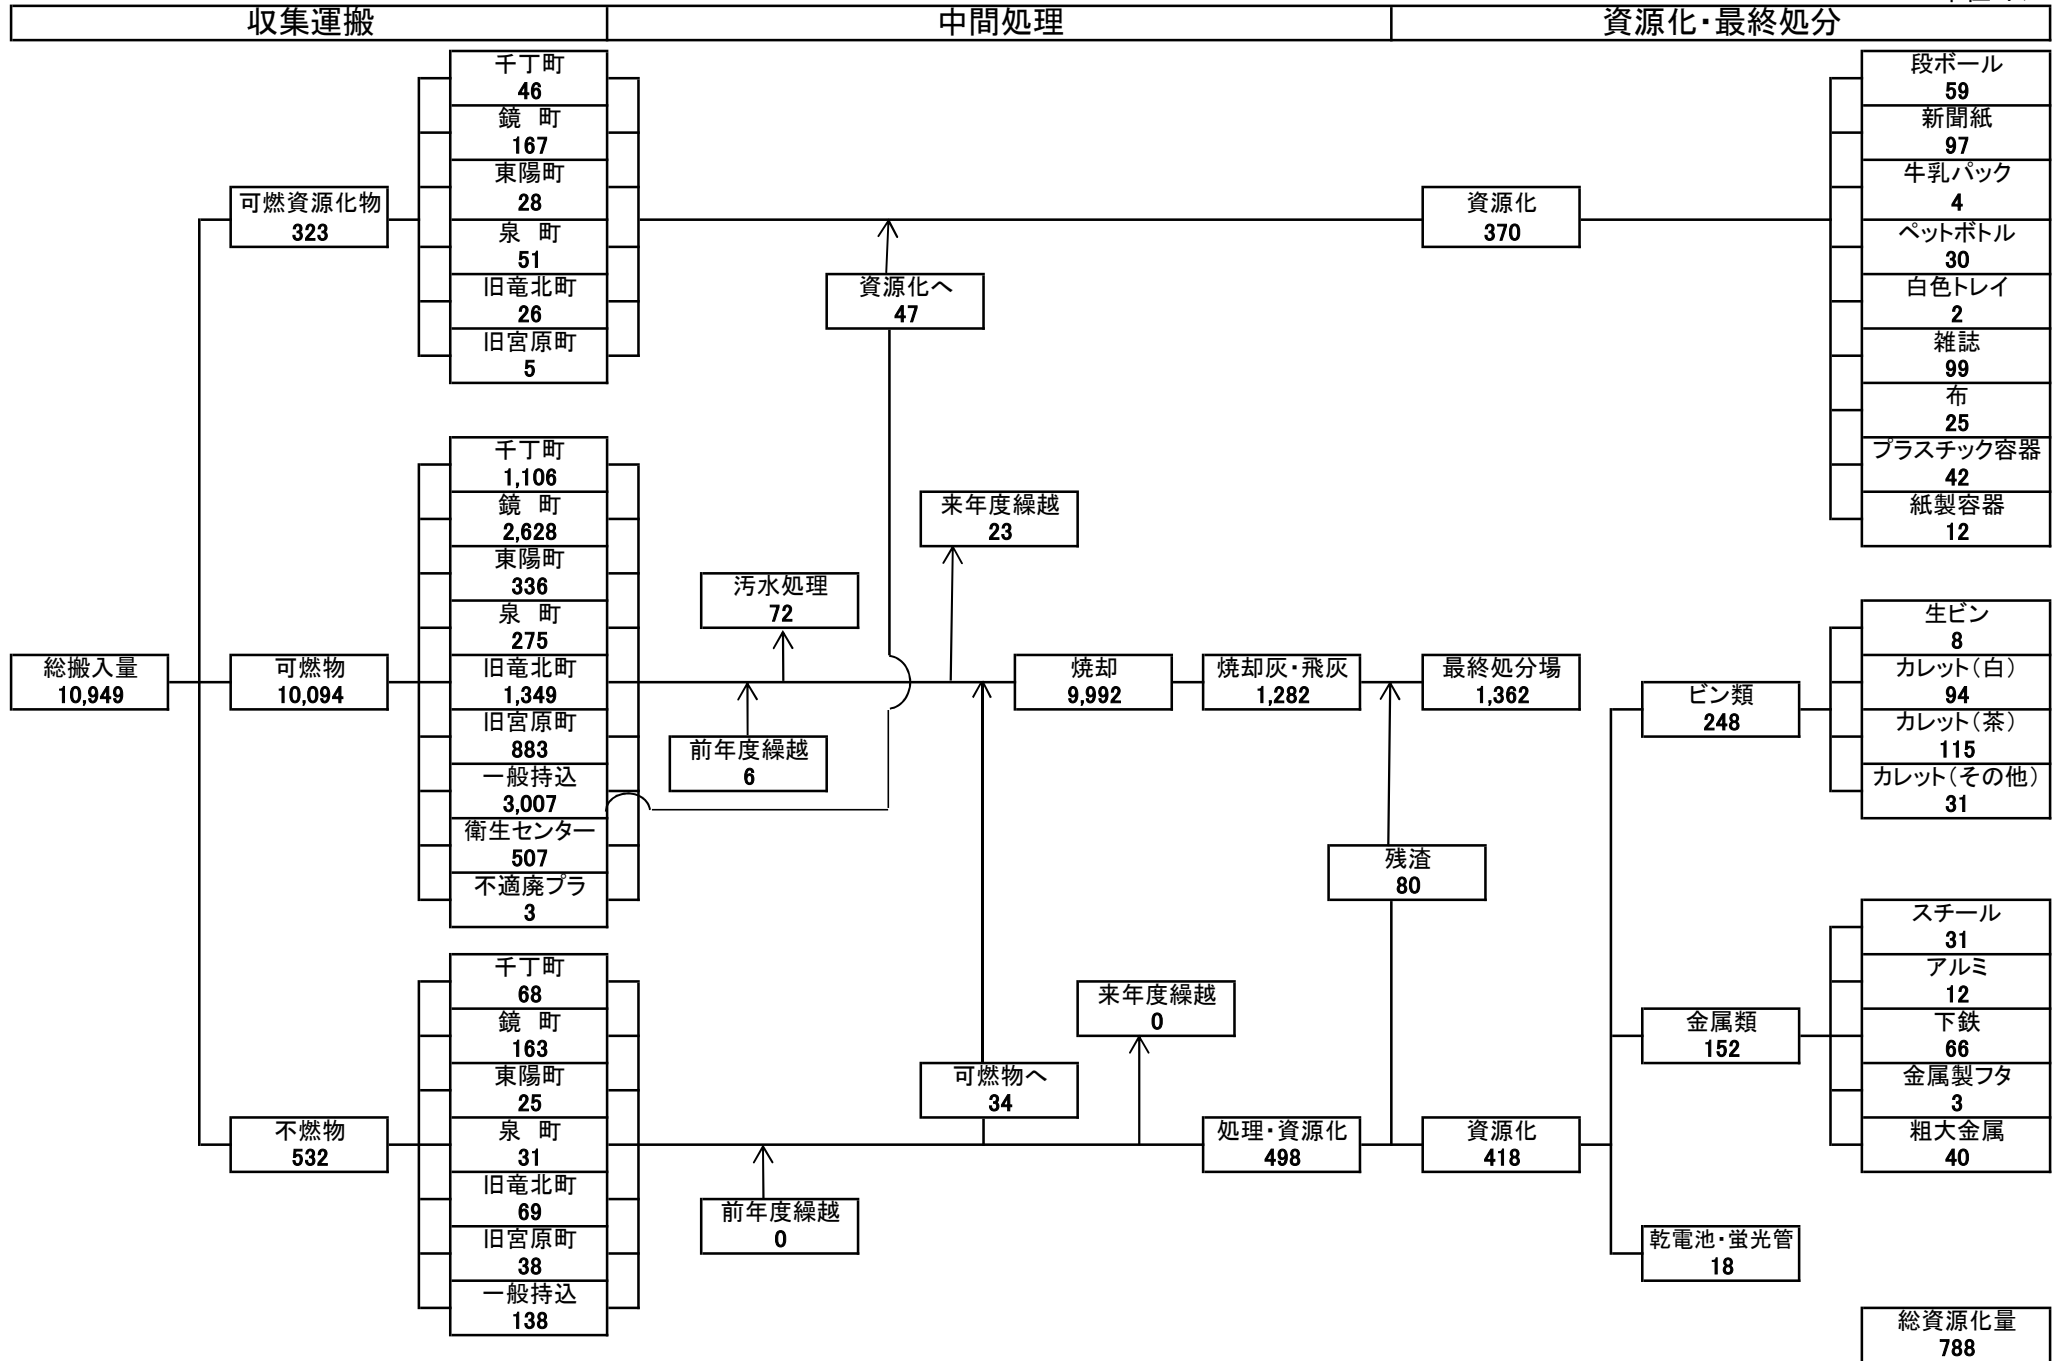 収集運搬
中間処理
資源化・最終処分
総搬入量
10,949
可燃資源化物
323
千丁町
46
鏡 町
167
東陽町
28
泉 町
51
旧竜北町
26
旧宮原町
5
資源化へ
47
資源化
370
段ボール
59
新聞紙
97
牛乳パック
4
ペットボトル
30
白色トレイ
2
雑誌
99
布
25
プラスチック容器
42
紙製容器
12
可燃物
10,094
千丁町
1,106
鏡 町
2,628
東陽町
336
泉 町
275
旧竜北町
1,349
旧宮原町
883
一般持込
3,007
衛生センター
507
不適廃プラ
3
汚水処理
72
前年度繰越
6
来年度繰越
23
焼却
9,992
焼却灰・飛灰
1,282
最終処分場
1,362
残渣
80
不燃物
532
千丁町
68
鏡 町
163
東陽町
25
泉 町
31
旧竜北町
69
旧宮原町
38
一般持込
138
前年度繰越
0
可燃物へ
34
来年度繰越
0
処理・資源化
498
資源化
418
ビン類
248
生ビン
8
カレット(白)
94
カレット(茶)
115
カレット(その他)
31
金属類
152
スチール
31
アルミ
12
下鉄
66
金属製フタ
3
粗大金属
40
乾電池・蛍光管
18
総資源化量
788